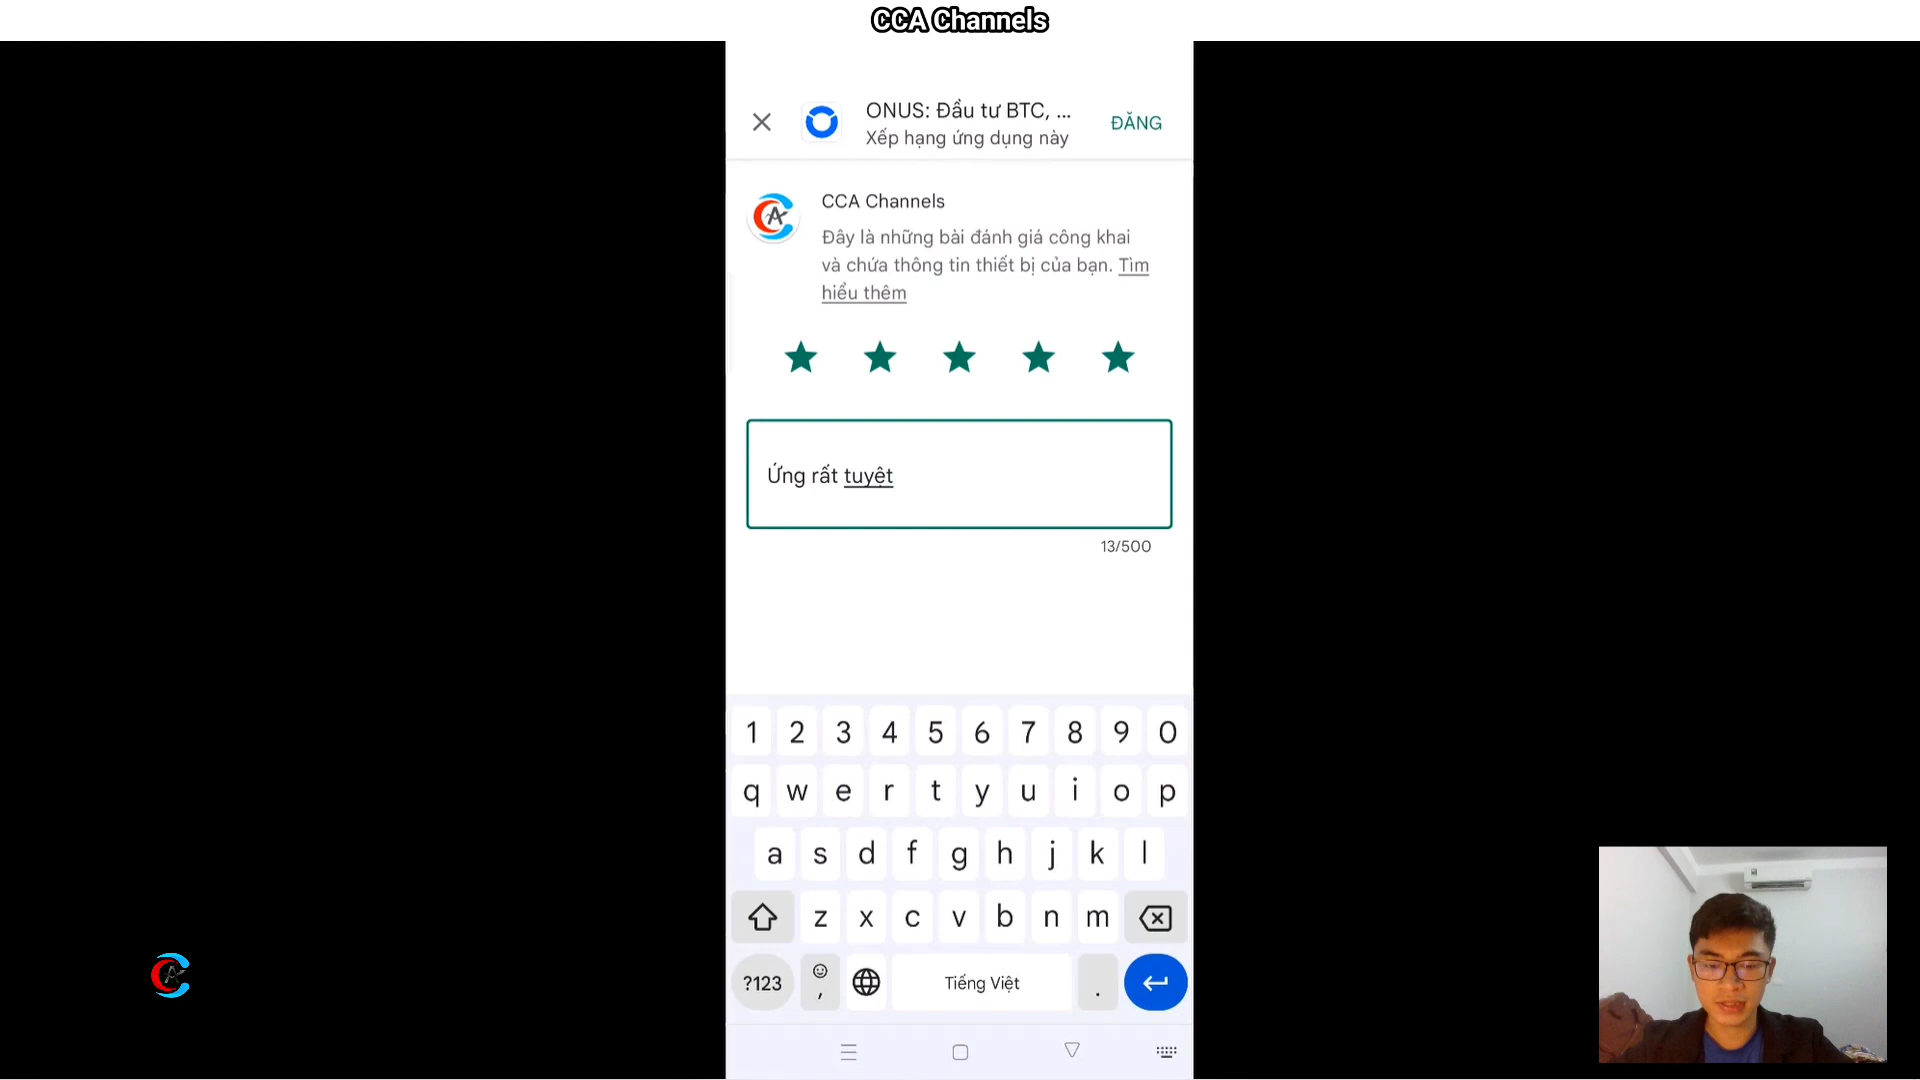 CCA Channels
ONUS: Đầu tư BTC, ...
Xếp hạng ứng dụng này
ĐĂNG
CCA Channels
Đây là những bài đánh giá công khai
và chứa thông tin thiết bị của bạn. Tìm
hiểu thêm
Ứng rất tuyệt
13/500
1 2 3 4 5 6 7 8 9 0
q w e r t y u i o p
a s d f g h j k l
z x c v b n m
?123 , Tiếng Việt .